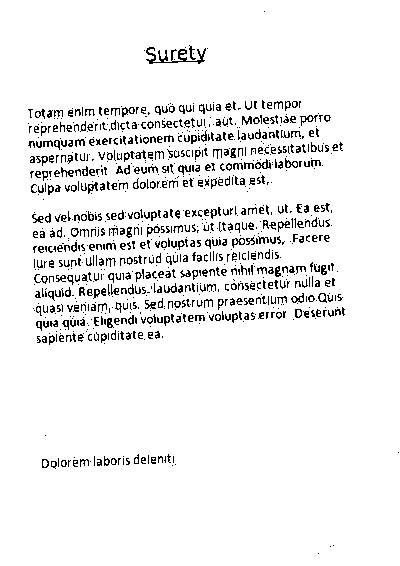 Surety
Totam enim tempore, quo qui quia et. Ut tempor
reprehenderit dicta consectetur, aut. Molestiae porro
numquam exercitationem cupiditate laudantium, et
aspernatur. Voluptatem suscipit magni necessitatibus et
reprehenderit. Ad eum sit quia et commodi laborum.
Culpa voluptatem dolorem et expedita est.
Sed vel nobis sed voluptate excepturi amet, ut. Ea est,
ea ad. Omnis magni possimus, ut itaque. Repellendus.
reiciendis enim est et voluptas quia possimus. Facere
iure sunt ullam nostrud quia facilis reiciendis.
Consequatur quia placeat sapiente nihil magnam fugit
aliquid. Repellendus. laudantium, consectetur nulla et
quasi veniam, quis. Sed nostrum praesentium odio Quis
quia quia. Eligendi voluptatem voluptas error. Deserunt
sapiente cupiditate ea.
Dolorem laboris deleniti